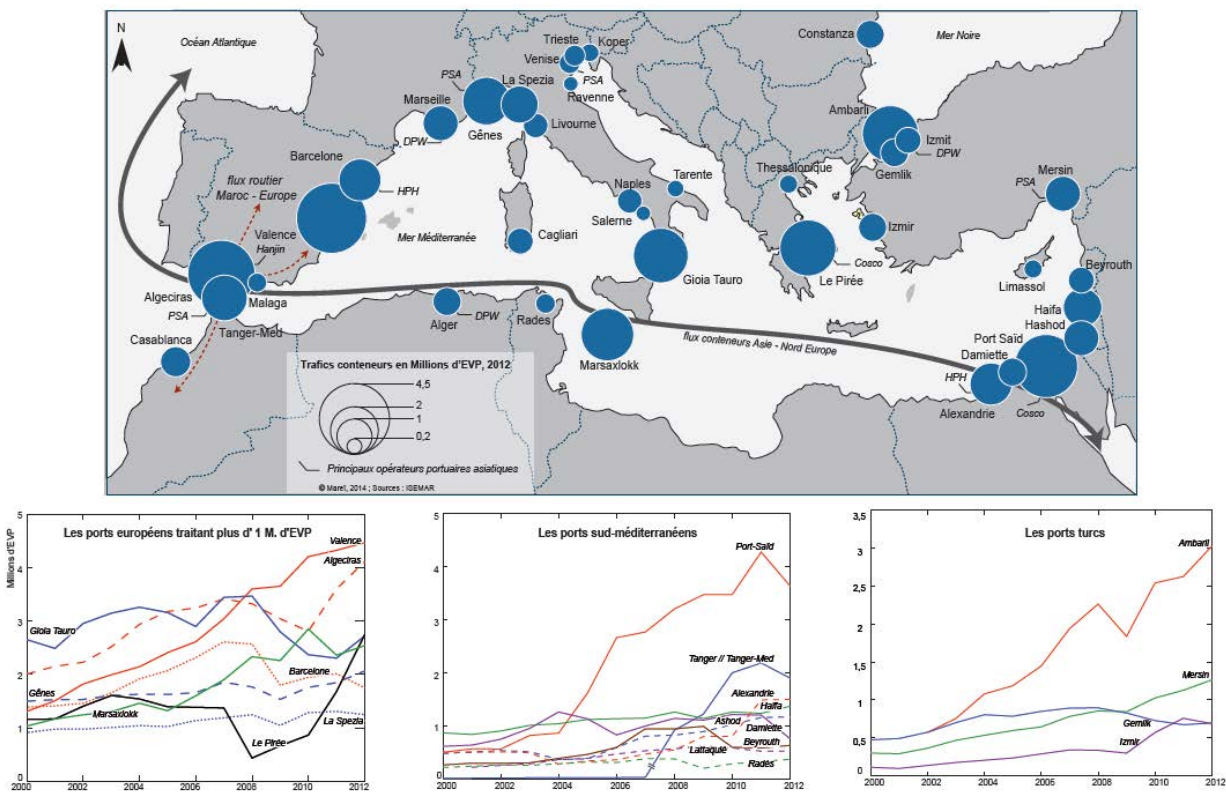 N
Océan Atlantique
Mer Noire
Constanza
Trieste
Koper
Venise
PSA
PSA
La Spezia
Ravenne
Marseille
Gênes
Livourne
DPW
Ambarli
Izmit
DPW
Gemlik
Barcelone
HPH
flux routier
Maroc - Europe
Thessalonique
Mersin
PSA
Tarente
Naples
Salerne
Mer Méditerranée
Valence
Hanjin
Cagliari
Izmir
Gioia Tauro
Cosco
Le Pirée
Beyrouth
Limassol
Algeciras
Malaga
PSA
Tanger-Med
Alger
DPW
Rades
Haifa
Hashod
Port Saïd
Damiette
Casablanca
flux conteneurs Asie - Nord Europe
Marsaxlokk
HPH
Alexandrie
Cosco
Trafics conteneurs en Millions d'EVP, 2012
4,5
2
1
0,2
Principaux opérateurs portuaires asiatiques
© Mareï, 2014 ; Sources : ISEMAR
Les ports européens traitant plus d' 1 M. d'EVP
Millions d'EVP
5
4
3
2
1
0
2000
2002
2004
2006
2008
2010
2012
Valence
Algeciras
Gioia Tauro
Barcelone
Gênes
Marsaxlokk
La Spezia
Le Pirée
Les ports sud-méditerranéens
5
4
3
2
1
0
2000
2002
2004
2006
2008
2010
2012
Port-Saïd
Tanger // Tanger-Med
Alexandrie
Haïfa
Ashod
Damiette
Beyrouth
Lattaquié
Radès
Les ports turcs
3,5
3
2,5
2
1,5
1
0,5
0
2000
2002
2004
2006
2008
2010
2012
Ambarli
Mersin
Gemlik
Izmir